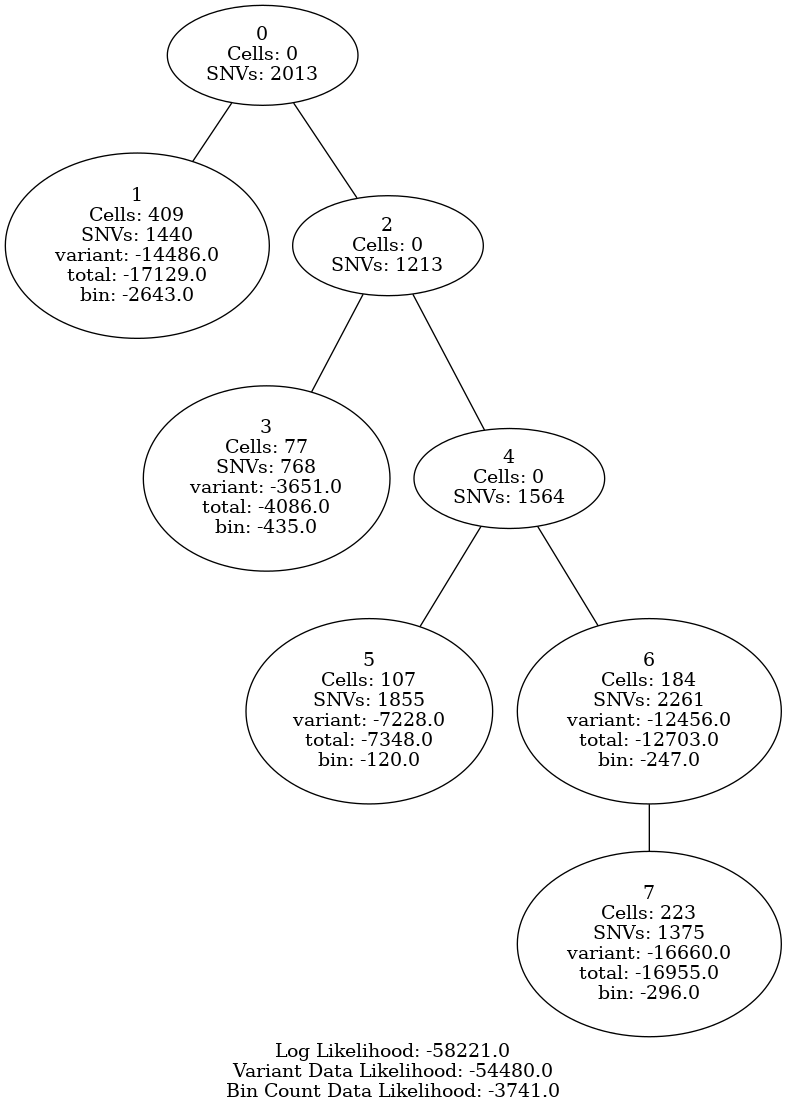 0
Cells: 0
SNVs: 2013
1
Cells: 409
SNVs: 1440
variant: -14486.0
total: -17129.0
bin: -2643.0
2
Cells: 0
SNVs: 1213
3
Cells: 77
SNVs: 768
variant: -3651.0
total: -4086.0
bin: -435.0
4
Cells: 0
SNVs: 1564
5
Cells: 107
SNVs: 1855
variant: -7228.0
total: -7348.0
bin: -120.0
6
Cells: 184
SNVs: 2261
variant: -12456.0
total: -12703.0
bin: -247.0
7
Cells: 223
SNVs: 1375
variant: -16660.0
total: -16955.0
bin: -296.0
Log Likelihood: -58221.0
Variant Data Likelihood: -54480.0
Bin Count Data Likelihood: -3741.0